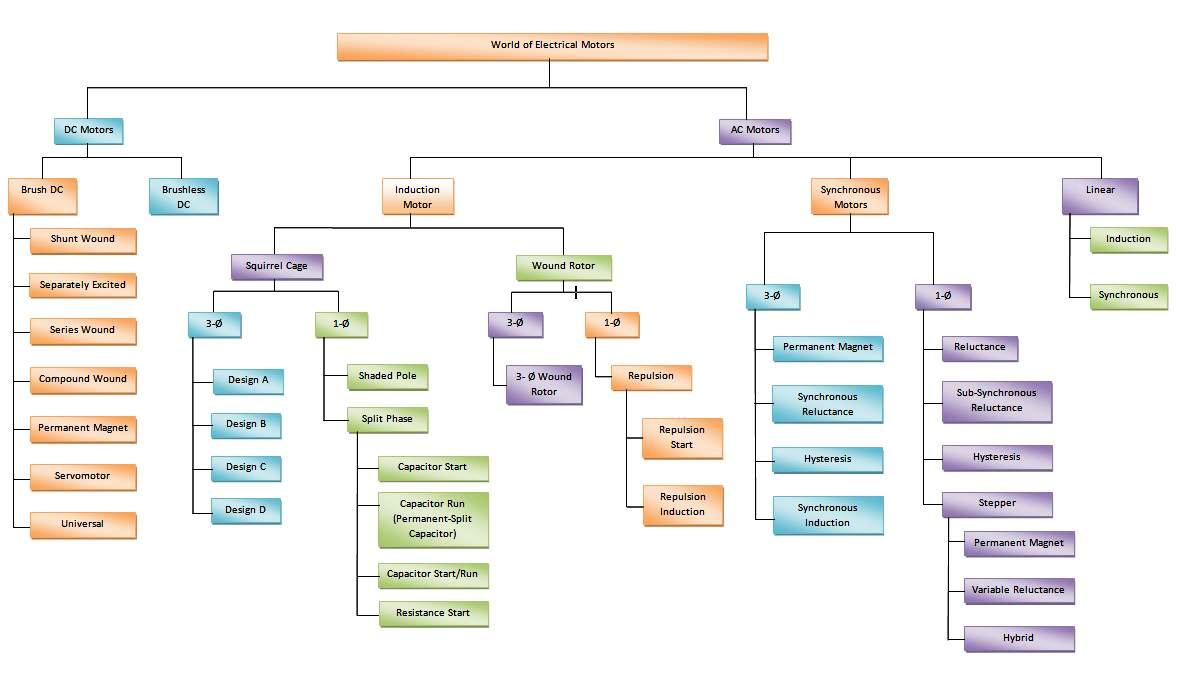 World of Electrical Motors
DC Motors
AC Motors
Brush DC
Brushless
DC
Induction
Motor
Synchronous
Motors
Linear
Shunt Wound
Separately Excited
Series Wound
Compound Wound
Permanent Magnet
Servomotor
Universal
Squirrel Cage
Wound Rotor
3-Ø
1-Ø
Design A
Design B
Design C
Design D
Shaded Pole
Split Phase
Capacitor Start
Capacitor Run
(Permanent-Split
Capacitor)
Capacitor Start/Run
Resistance Start
3-Ø
1-Ø
3- Ø Wound
Rotor
Repulsion
Repulsion
Start
Repulsion
Induction
3-Ø
1-Ø
Permanent Magnet
Synchronous
Reluctance
Hysteresis
Synchronous
Induction
Reluctance
Sub-Synchronous
Reluctance
Hysteresis
Stepper
Permanent Magnet
Variable Reluctance
Hybrid
Induction
Synchronous